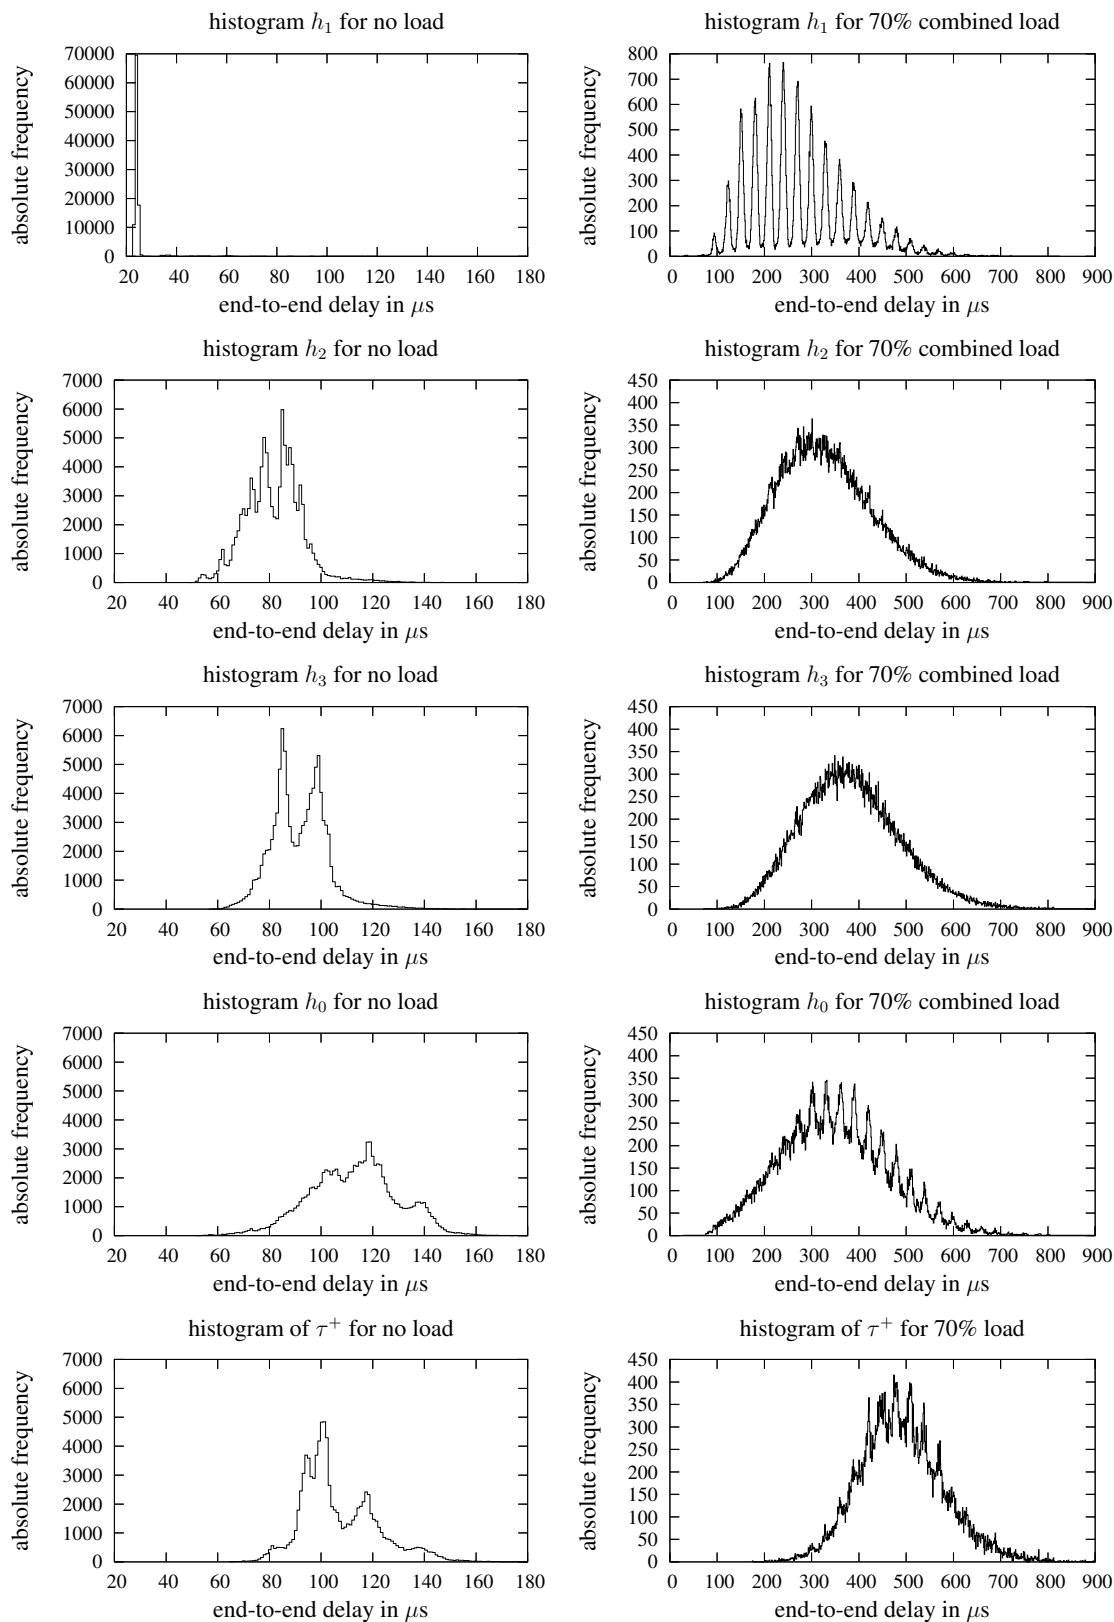 histogram h₁ for no load
absolute frequency
70000
60000
50000
40000
30000
20000
10000
0
20 40 60 80 100 120 140 160 180
end-to-end delay in μs
histogram h₁ for 70% combined load
absolute frequency
800
700
600
500
400
300
200
100
0
0 100 200 300 400 500 600 700 800 900
end-to-end delay in μs
histogram h₂ for no load
absolute frequency
7000
6000
5000
4000
3000
2000
1000
0
20 40 60 80 100 120 140 160 180
end-to-end delay in μs
histogram h₂ for 70% combined load
absolute frequency
450
400
350
300
250
200
150
100
50
0
0 100 200 300 400 500 600 700 800 900
end-to-end delay in μs
histogram h₃ for no load
absolute frequency
7000
6000
5000
4000
3000
2000
1000
0
20 40 60 80 100 120 140 160 180
end-to-end delay in μs
histogram h₃ for 70% combined load
absolute frequency
450
400
350
300
250
200
150
100
50
0
0 100 200 300 400 500 600 700 800 900
end-to-end delay in μs
histogram h₀ for no load
absolute frequency
7000
6000
5000
4000
3000
2000
1000
0
20 40 60 80 100 120 140 160 180
end-to-end delay in μs
histogram h₀ for 70% combined load
absolute frequency
450
400
350
300
250
200
150
100
50
0
0 100 200 300 400 500 600 700 800 900
end-to-end delay in μs
histogram of τ⁺ for no load
absolute frequency
7000
6000
5000
4000
3000
2000
1000
0
20 40 60 80 100 120 140 160 180
end-to-end delay in μs
histogram of τ⁺ for 70% load
absolute frequency
450
400
350
300
250
200
150
100
50
0
0 100 200 300 400 500 600 700 800 900
end-to-end delay in μs